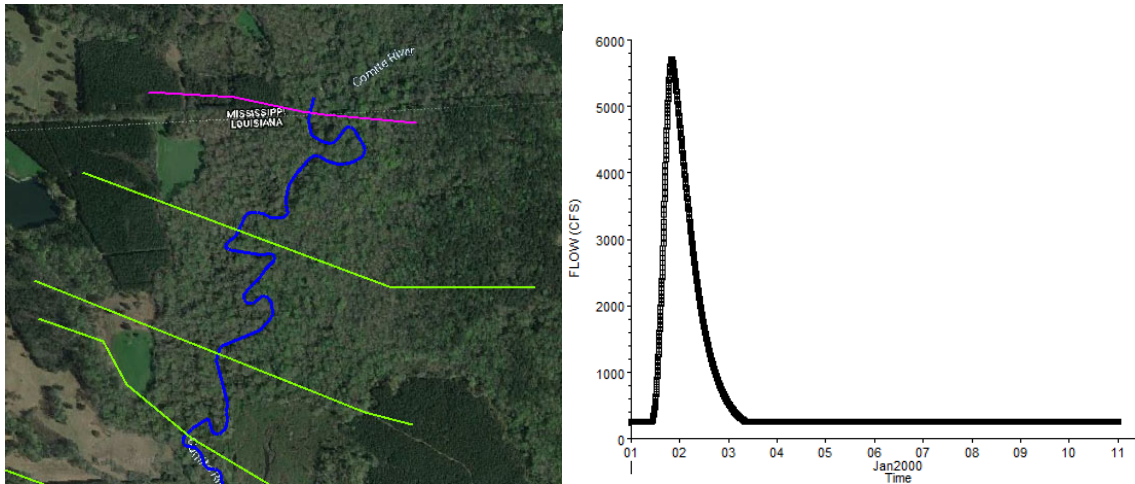 Comite River
MISSISSIPPI
LOUISIANA
6000
5000
4000
3000
2000
1000
0
FLOW (CFS)
01 02 03 04 05 06 07 08 09 10 11
Jan2000
Time